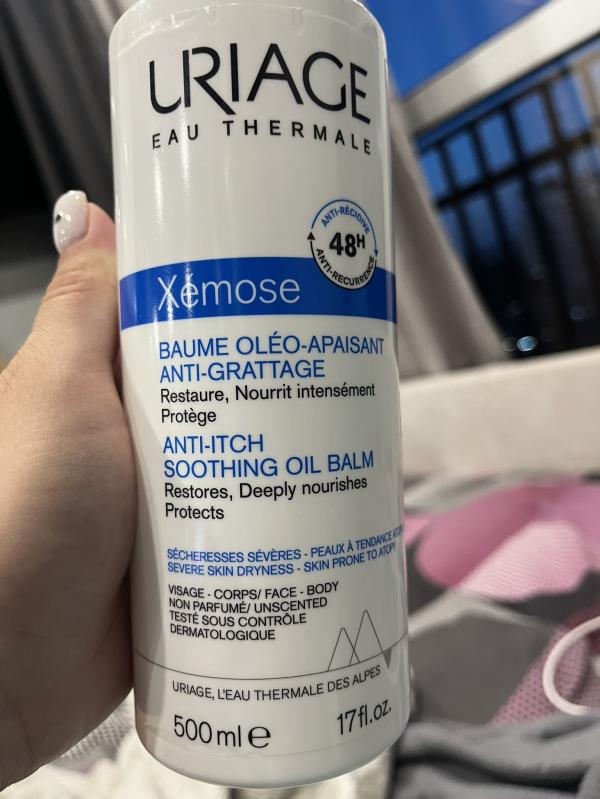 URIAGE
EAU THERMALE
ANTI-RÉCIDIVE
48H
ANTI-RECURRENCE
Xémose
BAUME OLÉO-APAISANT
ANTI-GRATTAGE
Restaure, Nourrit intensément
Protège
ANTI-ITCH
SOOTHING OIL BALM
Restores, Deeply nourishes
Protects
SÉCHERESSES SÉVÈRES - PEAUX À TENDANCE
SEVERE SKIN DRYNESS - SKIN PRONE TO ATOPY
VISAGE - CORPS/ FACE - BODY
NON PARFUMÉ/ UNSCENTED
TESTÉ SOUS CONTRÔLE
DERMATOLOGIQUE
URIAGE, L'EAU THERMALE DES ALPES
500 ml e 17fl.oz.